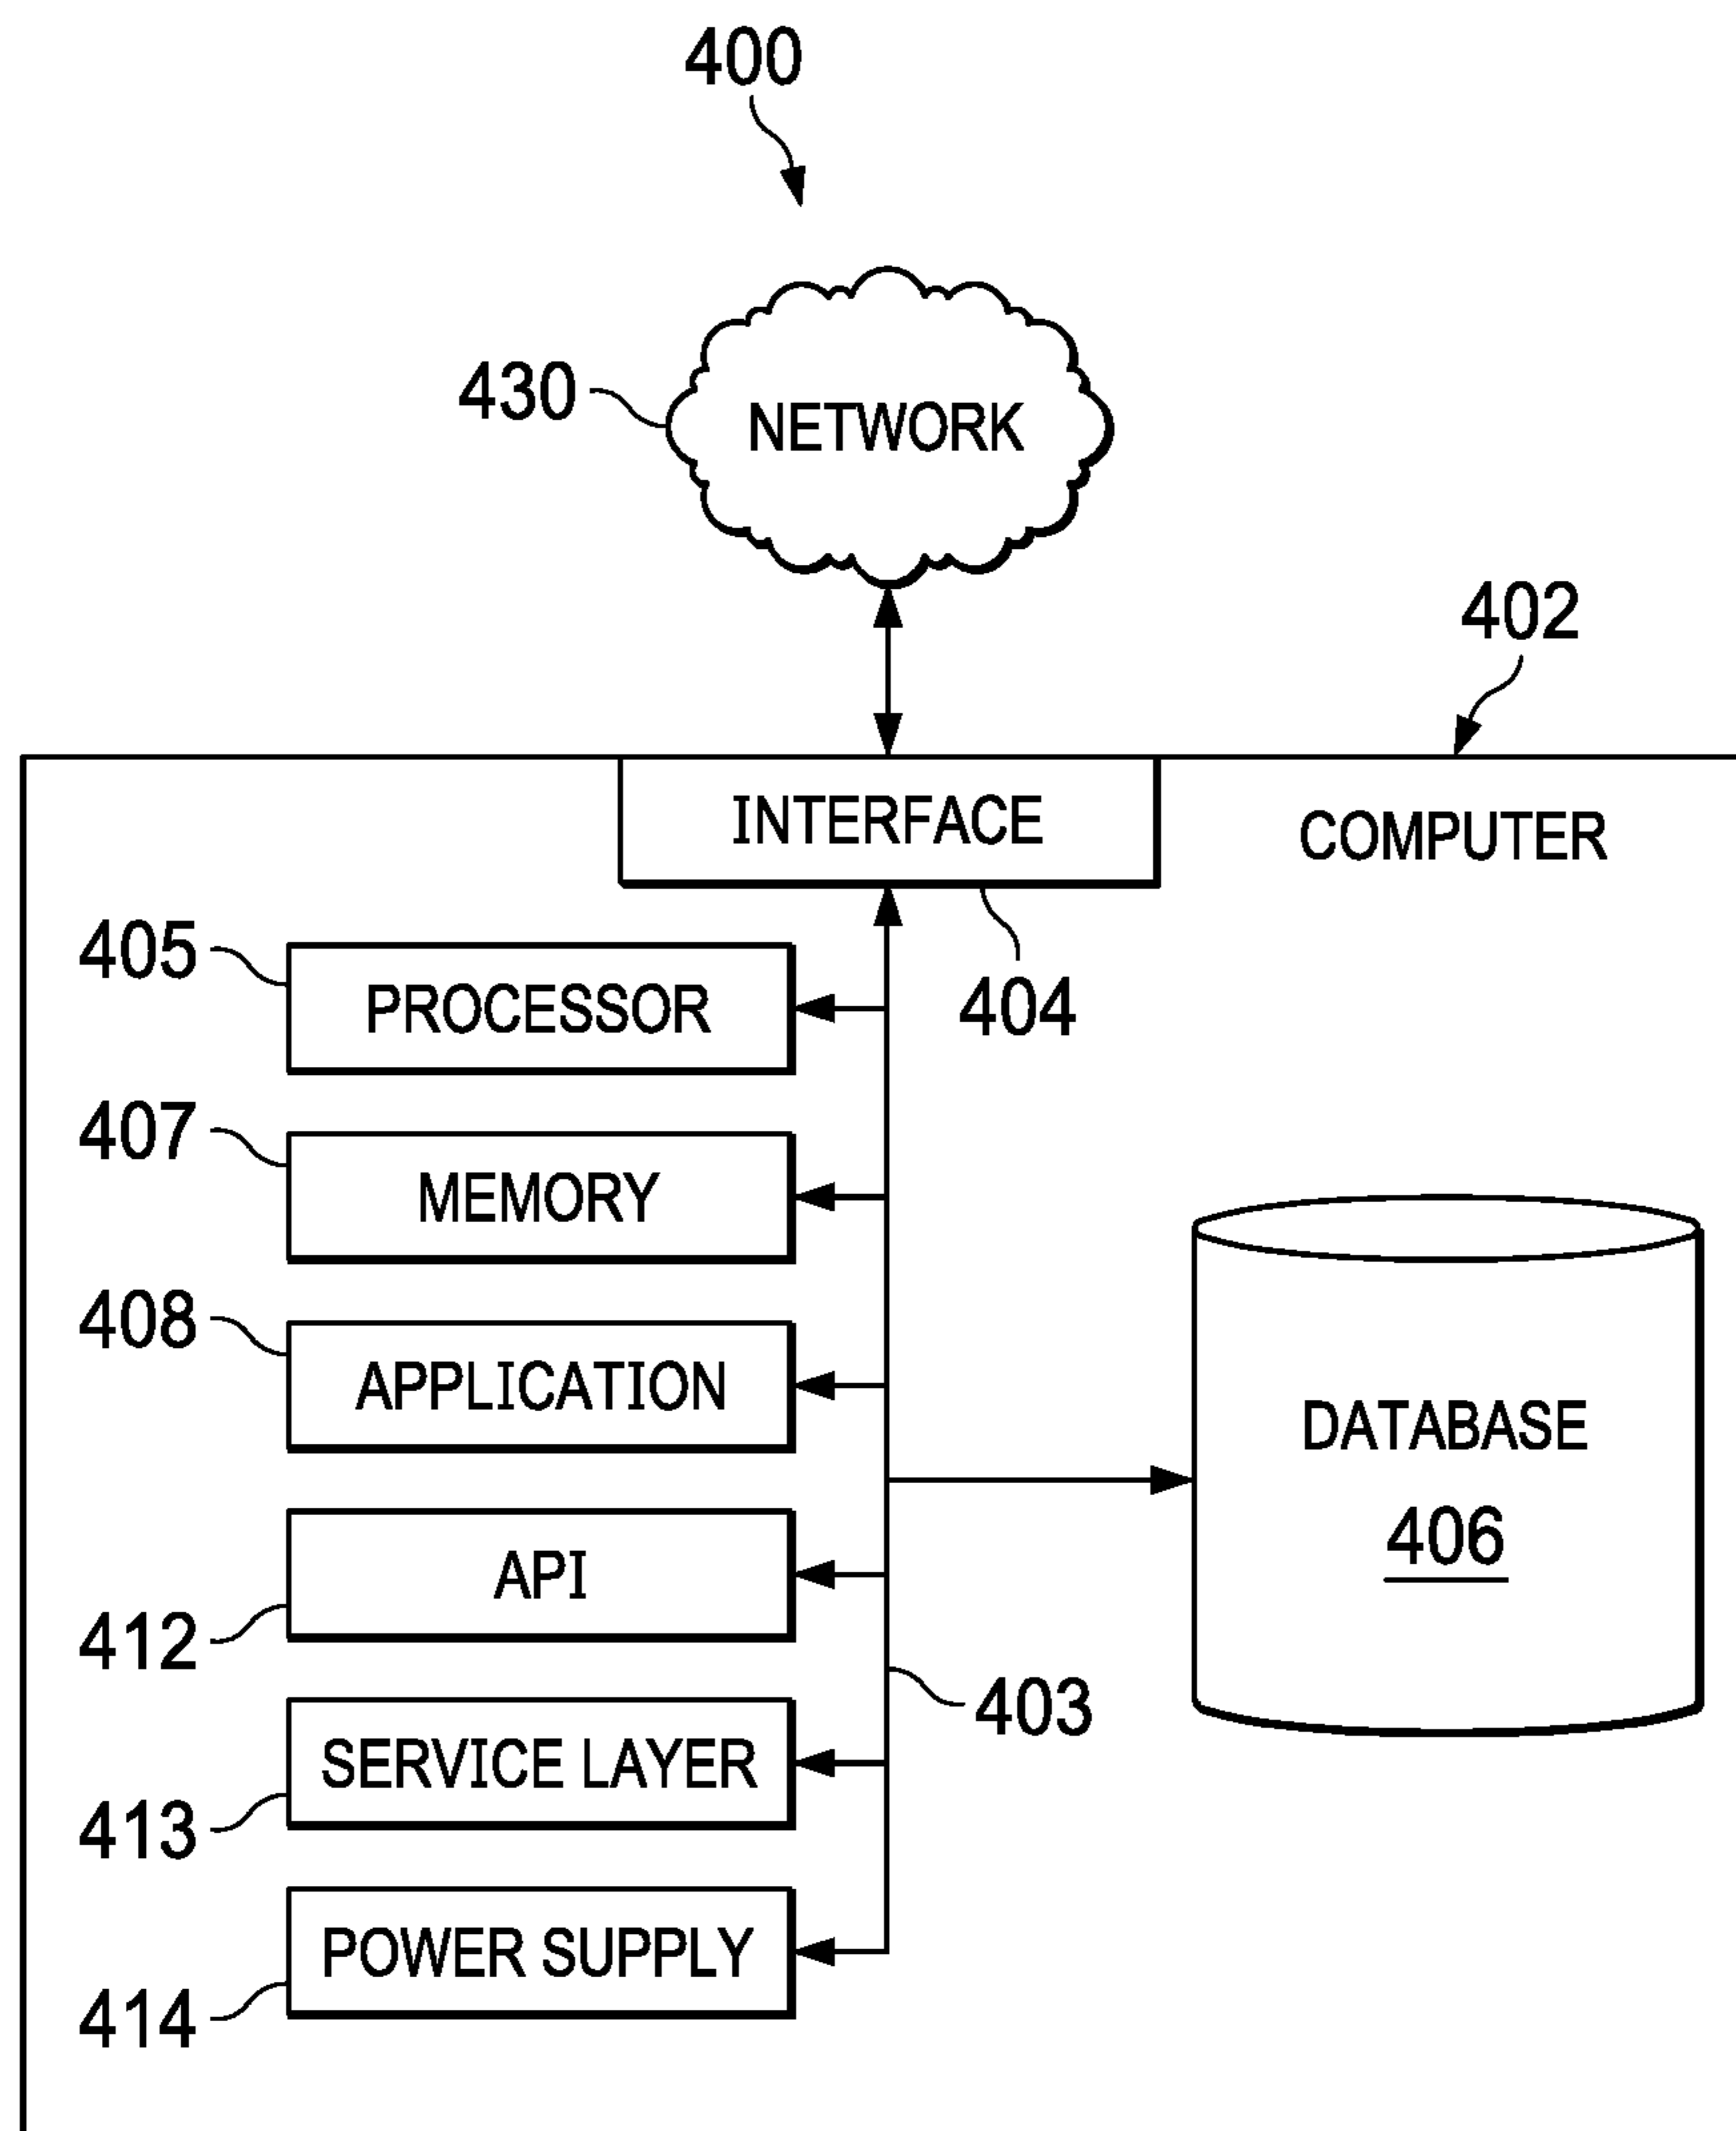 400
430
NETWORK
402
INTERFACE
COMPUTER
405
PROCESSOR
404
407
MEMORY
408
APPLICATION
DATABASE
406
API
412
403
SERVICE LAYER
413
POWER SUPPLY
414